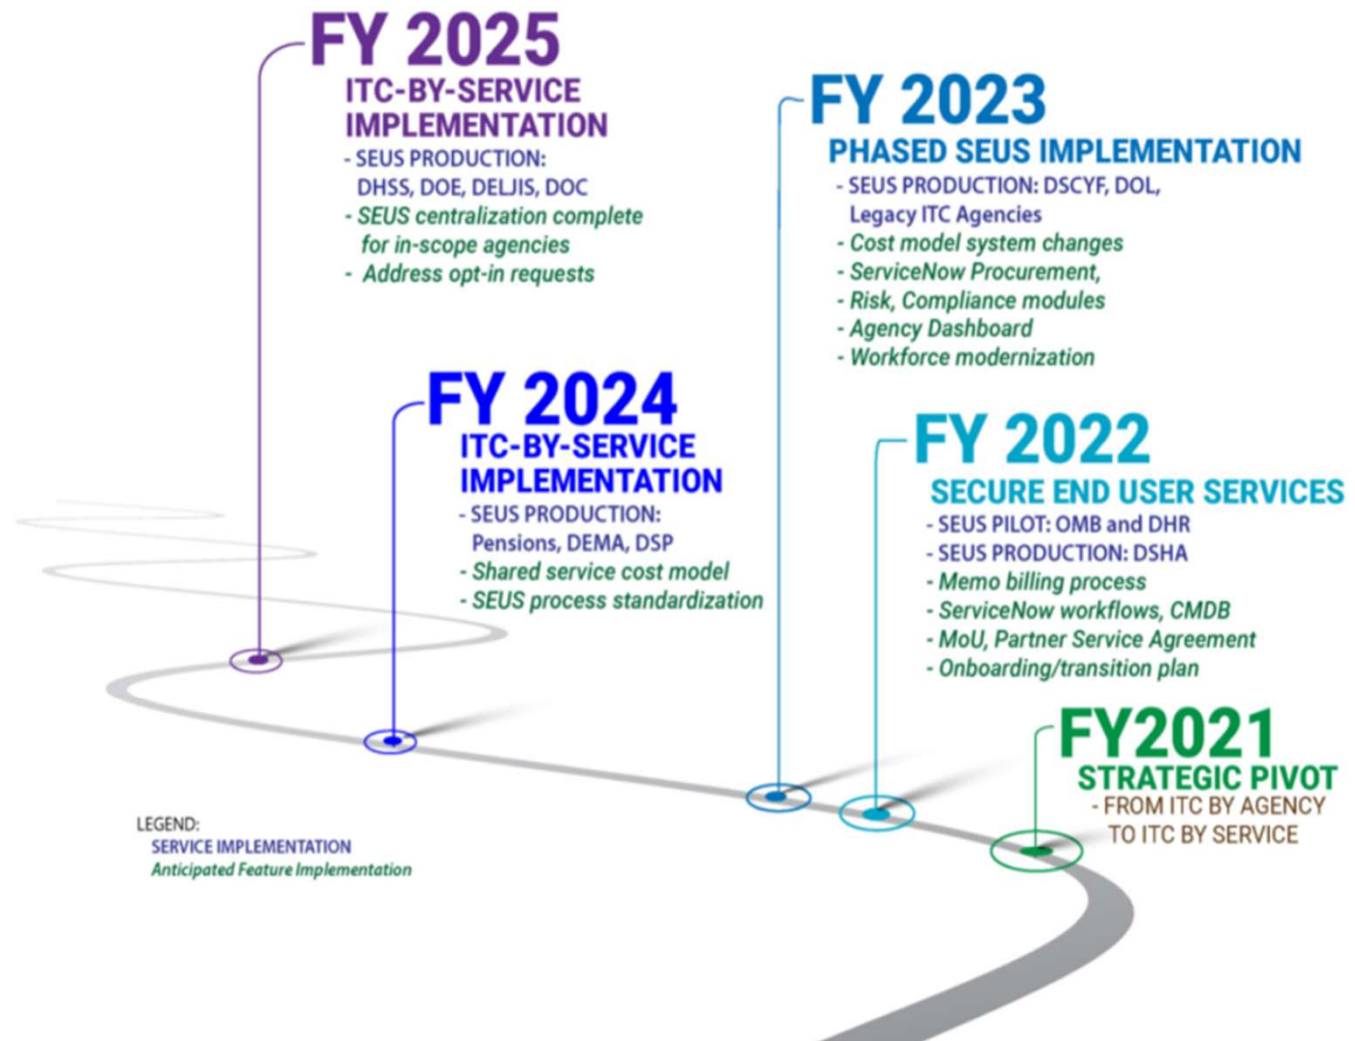 FY 2025
ITC-BY-SERVICE
IMPLEMENTATION
- SEUS PRODUCTION:
DHSS, DOE, DELJIS, DOC
- SEUS centralization complete
for in-scope agencies
- Address opt-in requests
FY 2023
PHASED SEUS IMPLEMENTATION
- SEUS PRODUCTION: DSCYF, DOL,
Legacy ITC Agencies
- Cost model system changes
- ServiceNow Procurement,
- Risk, Compliance modules
- Agency Dashboard
- Workforce modernization
FY 2024
ITC-BY-SERVICE
IMPLEMENTATION
- SEUS PRODUCTION:
Pensions, DEMA, DSP
- Shared service cost model
- SEUS process standardization
FY 2022
SECURE END USER SERVICES
- SEUS PILOT: OMB and DHR
- SEUS PRODUCTION: DSHA
- Memo billing process
- ServiceNow workflows, CMDB
- MoU, Partner Service Agreement
- Onboarding/transition plan
FY2021
STRATEGIC PIVOT
- FROM ITC BY AGENCY
TO ITC BY SERVICE
LEGEND:
SERVICE IMPLEMENTATION
Anticipated Feature Implementation